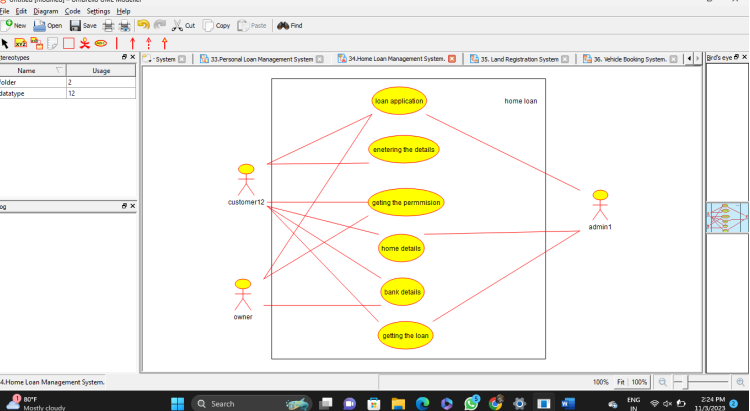 Untitled [modified] - Umbrello UML Modeller
File Edit Diagram Code Settings Help
New Open Save Cut Copy Paste Find
XYZ
tereotypes
Name Usage
folder 2
datatype 12
og
System 33.Personal Loan Management System 34.Home Loan Management System. 35. Land Registration System 36. Vehicle Booking System.
Bird's eye
home loan
loan application
enetering the details
geting the permmision
home details
bank details
getting the loan
customer12
owner
admin1
4.Home Loan Management System.
100% Fit 100%
80°F
Mostly cloudy
Search
ENG
IN
2:24 PM
11/3/2023